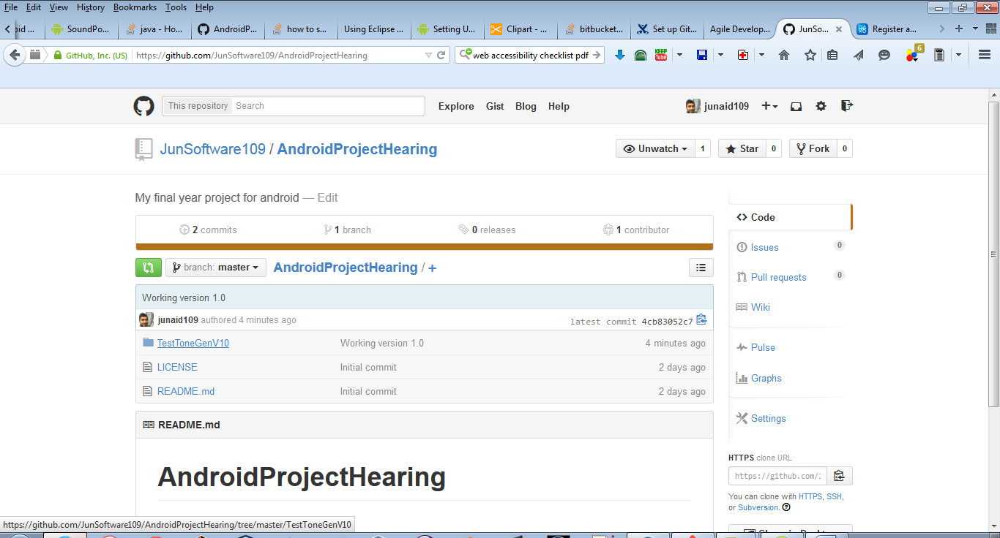 File Edit View History Bookmarks Tools Help
oid ... SoundPo... java - Ho... AndroidP... how to s... Using Eclipse ... Setting U... Clipart - ... bitbucket... Set up Git... Agile Develop... JunSo... Register a...
GitHub, Inc. (US) https://github.com/JunSoftware109/AndroidProjectHearing web accessibility checklist pdf KEEP Tube 6
This repository Search Explore Gist Blog Help junaid109
JunSoftware109 / AndroidProjectHearing Unwatch 1 Star 0 Fork 0
My final year project for android — Edit
2 commits 1 branch 0 releases 1 contributor
branch: master AndroidProjectHearing / +
Working version 1.0
junaid109 authored 4 minutes ago latest commit 4cb83052c7
TestToneGenV10 Working version 1.0 4 minutes ago
LICENSE Initial commit 2 days ago
README.md Initial commit 2 days ago
README.md
AndroidProjectHearing
Code
Issues 0
Pull requests 0
Wiki
Pulse
Graphs
Settings
HTTPS clone URL
https://github.com/
You can clone with HTTPS, SSH,
or Subversion.
https://github.com/JunSoftware109/AndroidProjectHearing/tree/master/TestToneGenV10